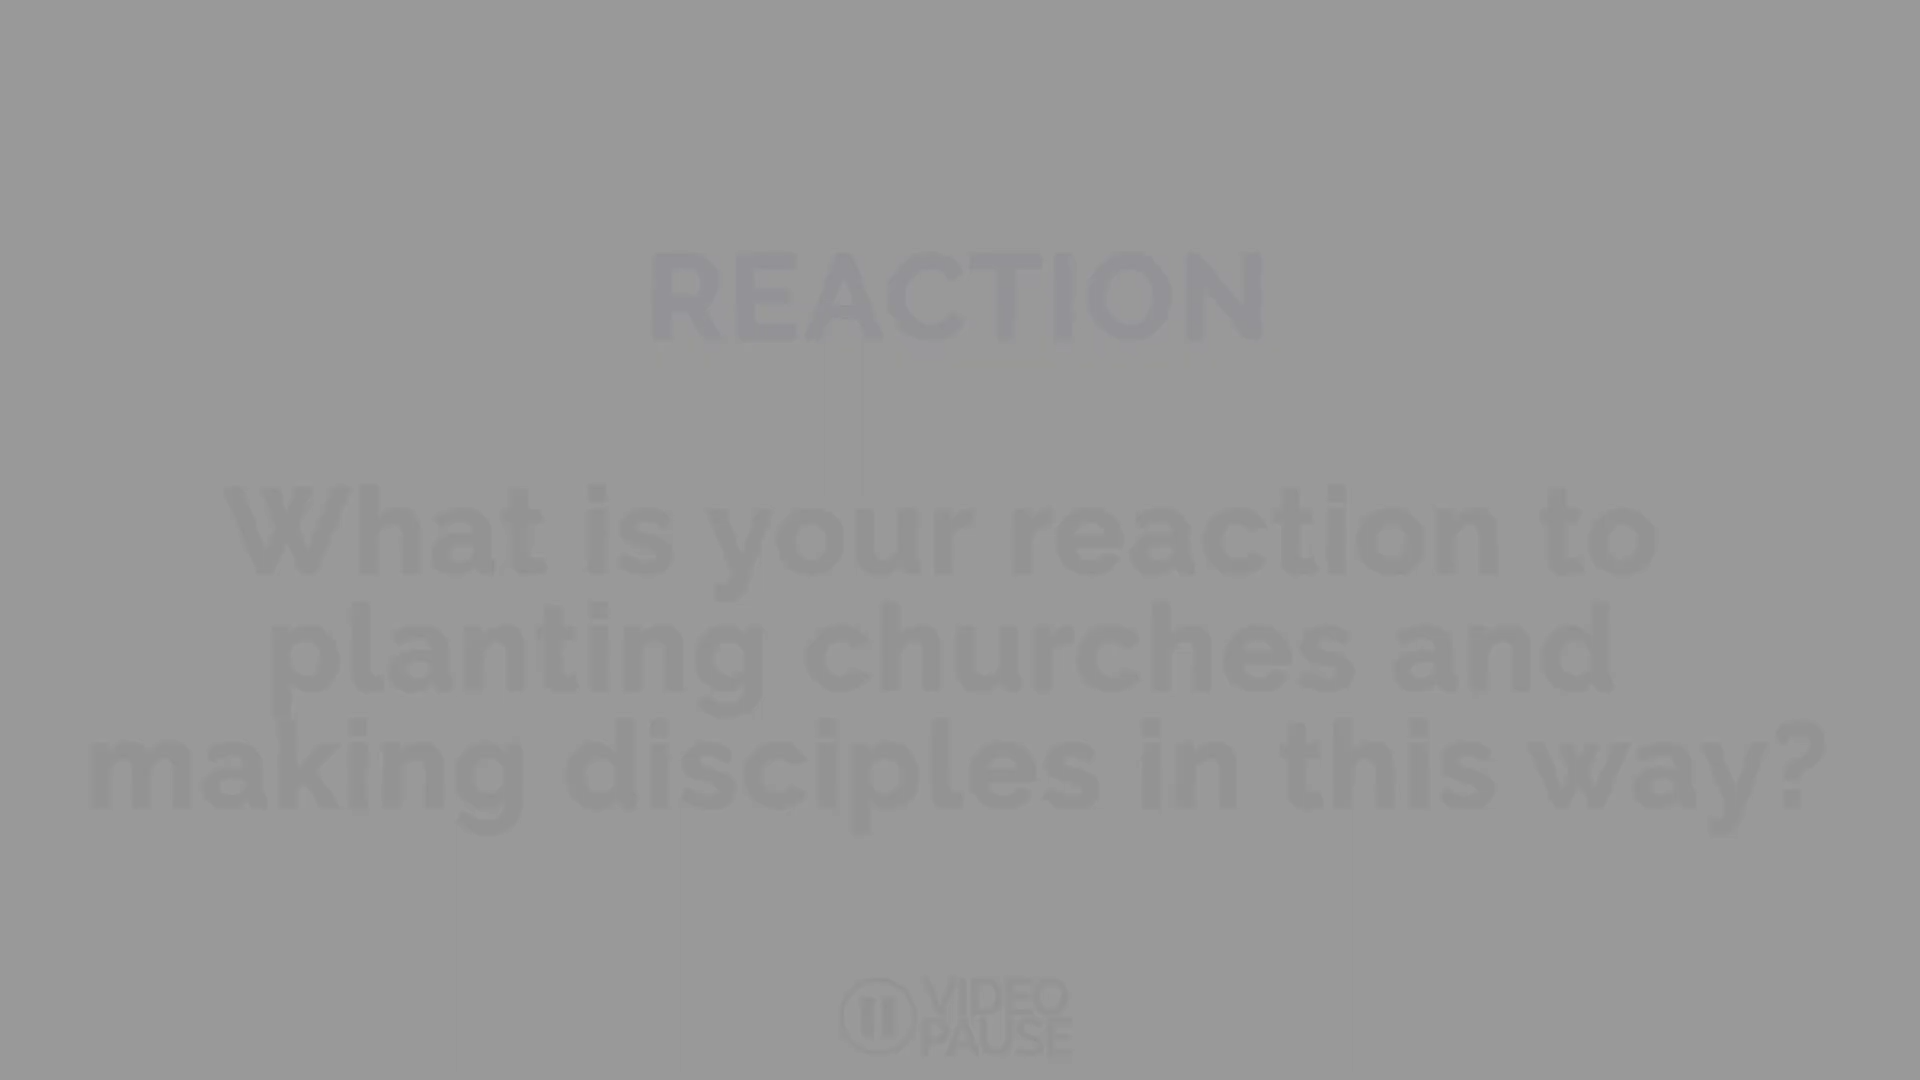 REACTION
What is your reaction to
planting churches and
making disciples in this way?
VIDEO
PAUSE